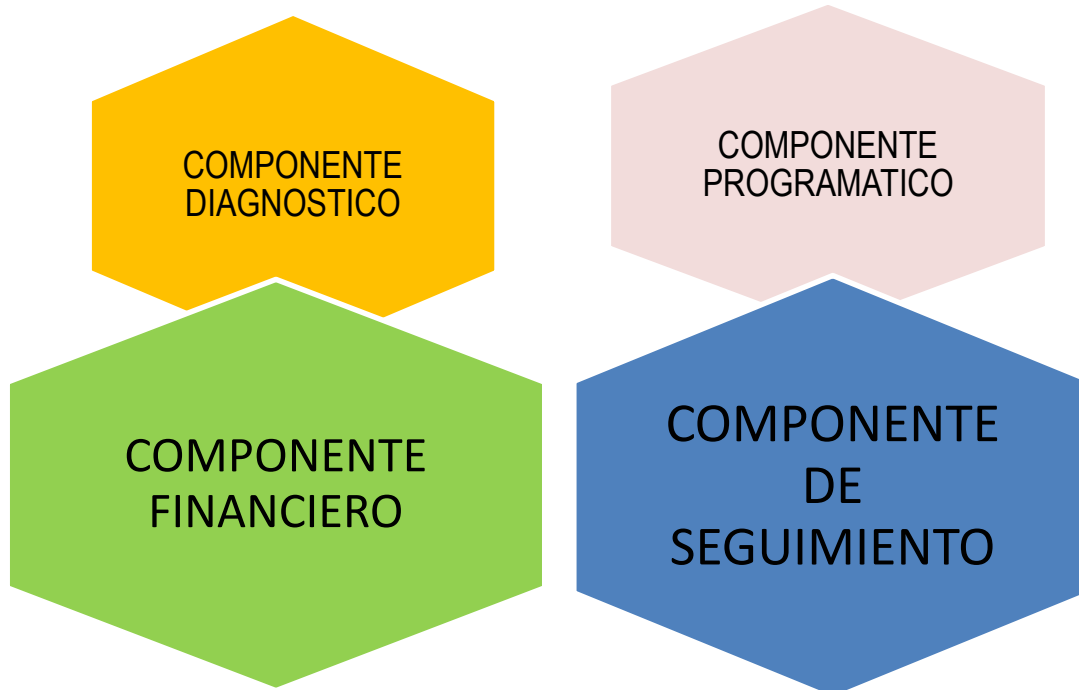 COMPONENTE
DIAGNOSTICO
COMPONENTE
PROGRAMATICO
COMPONENTE
FINANCIERO
COMPONENTE
DE
SEGUIMIENTO